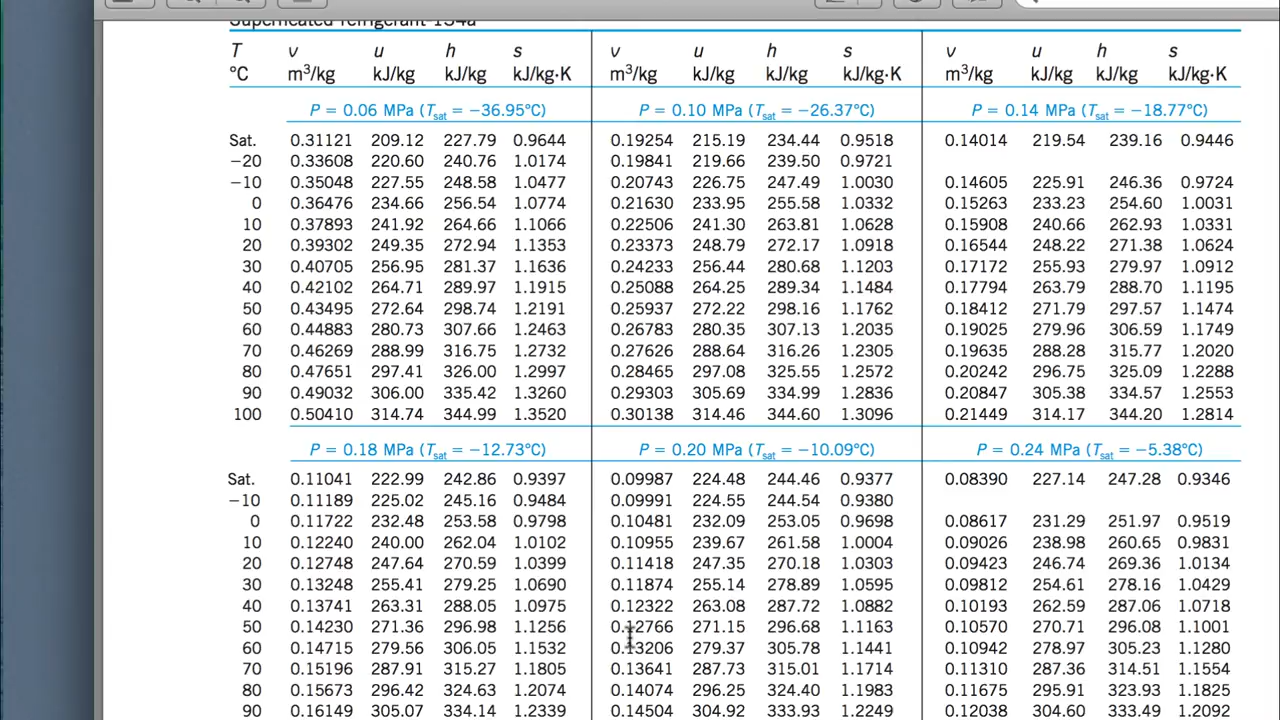 Superheated refrigerant-134a
T v u h s v u h s v u h s
°C m³/kg kJ/kg kJ/kg kJ/kg·K m³/kg kJ/kg kJ/kg kJ/kg·K m³/kg kJ/kg kJ/kg kJ/kg·K
P = 0.06 MPa (Tsat = −36.95°C) P = 0.10 MPa (Tsat = −26.37°C) P = 0.14 MPa (Tsat = −18.77°C)
Sat. 0.31121 209.12 227.79 0.9644 0.19254 215.19 234.44 0.9518 0.14014 219.54 239.16 0.9446
−20 0.33608 220.60 240.76 1.0174 0.19841 219.66 239.50 0.9721
−10 0.35048 227.55 248.58 1.0477 0.20743 226.75 247.49 1.0030 0.14605 225.91 246.36 0.9724
0 0.36476 234.66 256.54 1.0774 0.21630 233.95 255.58 1.0332 0.15263 233.23 254.60 1.0031
10 0.37893 241.92 264.66 1.1066 0.22506 241.30 263.81 1.0628 0.15908 240.66 262.93 1.0331
20 0.39302 249.35 272.94 1.1353 0.23373 248.79 272.17 1.0918 0.16544 248.22 271.38 1.0624
30 0.40705 256.95 281.37 1.1636 0.24233 256.44 280.68 1.1203 0.17172 255.93 279.97 1.0912
40 0.42102 264.71 289.97 1.1915 0.25088 264.25 289.34 1.1484 0.17794 263.79 288.70 1.1195
50 0.43495 272.64 298.74 1.2191 0.25937 272.22 298.16 1.1762 0.18412 271.79 297.57 1.1474
60 0.44883 280.73 307.66 1.2463 0.26783 280.35 307.13 1.2035 0.19025 279.96 306.59 1.1749
70 0.46269 288.99 316.75 1.2732 0.27626 288.64 316.26 1.2305 0.19635 288.28 315.77 1.2020
80 0.47651 297.41 326.00 1.2997 0.28465 297.08 325.55 1.2572 0.20242 296.75 325.09 1.2288
90 0.49032 306.00 335.42 1.3260 0.29303 305.69 334.99 1.2836 0.20847 305.38 334.57 1.2553
100 0.50410 314.74 344.99 1.3520 0.30138 314.46 344.60 1.3096 0.21449 314.17 344.20 1.2814
P = 0.18 MPa (Tsat = −12.73°C) P = 0.20 MPa (Tsat = −10.09°C) P = 0.24 MPa (Tsat = −5.38°C)
Sat. 0.11041 222.99 242.86 0.9397 0.09987 224.48 244.46 0.9377 0.08390 227.14 247.28 0.9346
−10 0.11189 225.02 245.16 0.9484 0.09991 224.55 244.54 0.9380
0 0.11722 232.48 253.58 0.9798 0.10481 232.09 253.05 0.9698 0.08617 231.29 251.97 0.9519
10 0.12240 240.00 262.04 1.0102 0.10955 239.67 261.58 1.0004 0.09026 238.98 260.65 0.9831
20 0.12748 247.64 270.59 1.0399 0.11418 247.35 270.18 1.0303 0.09423 246.74 269.36 1.0134
30 0.13248 255.41 279.25 1.0690 0.11874 255.14 278.89 1.0595 0.09812 254.61 278.16 1.0429
40 0.13741 263.31 288.05 1.0975 0.12322 263.08 287.72 1.0882 0.10193 262.59 287.06 1.0718
50 0.14230 271.36 296.98 1.1256 0.12766 271.15 296.68 1.1163 0.10570 270.71 296.08 1.1001
60 0.14715 279.56 306.05 1.1532 0.13206 279.37 305.78 1.1441 0.10942 278.97 305.23 1.1280
70 0.15196 287.91 315.27 1.1805 0.13641 287.73 315.01 1.1714 0.11310 287.36 314.51 1.1554
80 0.15673 296.42 324.63 1.2074 0.14074 296.25 324.40 1.1983 0.11675 295.91 323.93 1.1825
90 0.16149 305.07 334.14 1.2339 0.14504 304.92 333.93 1.2249 0.12038 304.60 333.49 1.2092